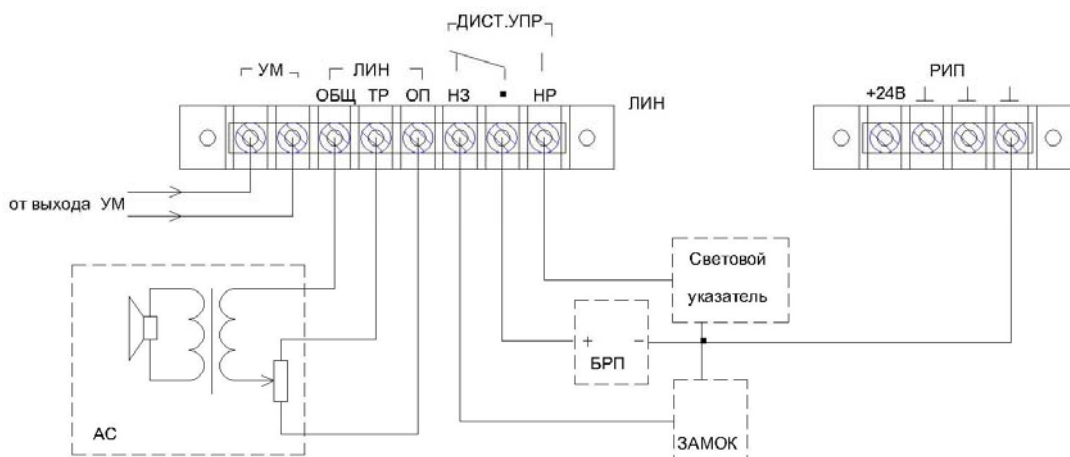 ДИСТ.УПР
УМ ЛИН РИП
ОБЩ ТР ОП НЗ НР ЛИН +24В
от выхода УМ
Световой
указатель
+ −
БРП
АС
ЗАМОК